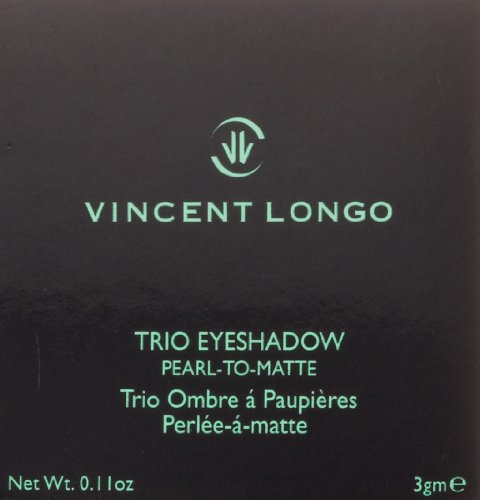 VINCENT LONGO
TRIO EYESHADOW
PEARL-TO-MATTE
Trio Ombre á Paupières
Perlée-á-matte
Net Wt. 0.11oz 3gm℮